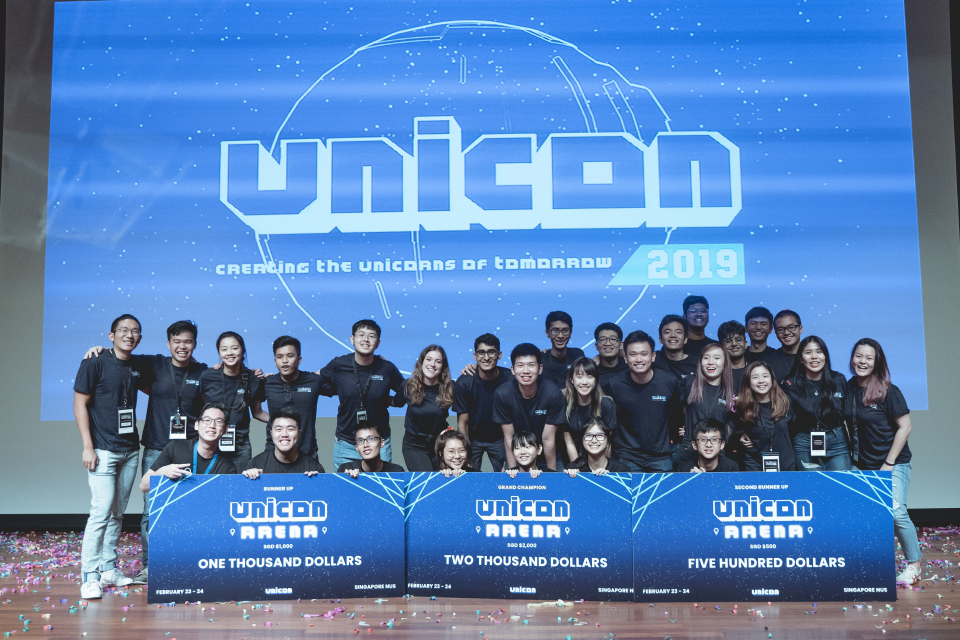 unicon
creating the unicorns of tomorrow
2019
RUNNER UP
unicon
ARENA
SGD $1,000
ONE THOUSAND DOLLARS
FEBRUARY 23 - 24
unicon
SINGAPORE NUS
GRAND CHAMPION
unicon
ARENA
SGD $2,000
TWO THOUSAND DOLLARS
FEBRUARY 23 - 24
unicon
SINGAPORE N
SECOND RUNNER UP
unicon
ARENA
SGD $500
FIVE HUNDRED DOLLARS
FEBRUARY 23 - 24
unicon
SINGAPORE NUS